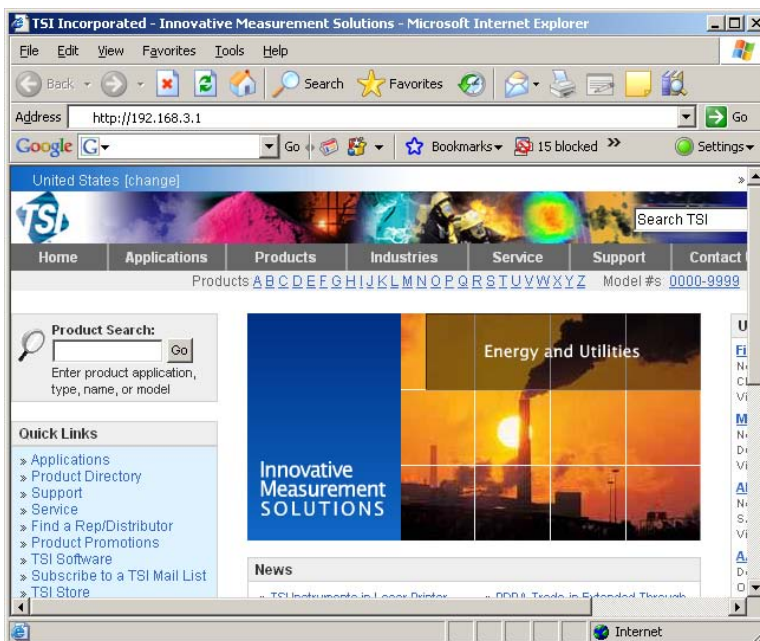 TSI Incorporated - Innovative Measurement Solutions - Microsoft Internet Explorer
File Edit View Favorites Tools Help
Back Search Favorites
Address http://192.168.3.1 Go
Google G Go Bookmarks 15 blocked » Settings
United States [change] »
TSI Search TSI
Home Applications Products Industries Service Support Contact
Products A B C D E F G H I J K L M N O P Q R S T U V W X Y Z Model #s 0000-9999
Product Search:
Go
Enter product application,
type, name, or model
Quick Links
» Applications
» Product Directory
» Support
» Service
» Find a Rep/Distributor
» Product Promotions
» TSI Software
» Subscribe to a TSI Mail List
» TSI Store
Energy and Utilities
Innovative
Measurement
SOLUTIONS
News
Internet